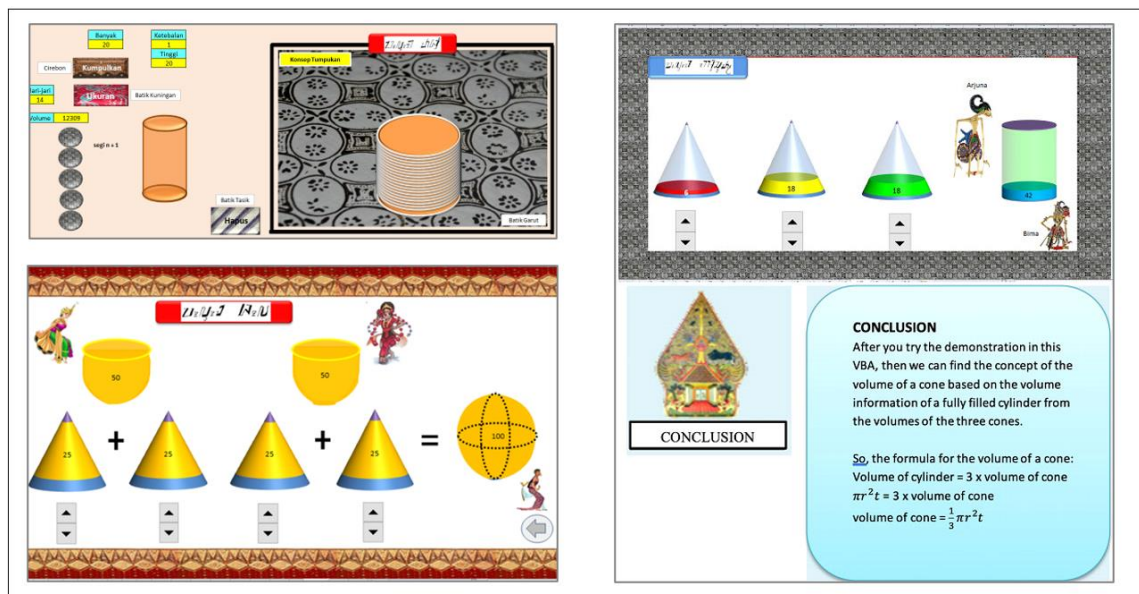 Banyak
20
Ketebalan
1
Tinggi
20
Cirebon
Kumpulkan
Jari-jari
14
Ukuran
Batik Kuningan
Volume 12309
segi n = 1
Batik Tasik
Hapus
Konsep Tumpukan
Batik Garut
50
50
25 + 25
25 + 25
= 100
Arjuna
6
18
18
42
Bima
CONCLUSION
CONCLUSION
After you try the demonstration in this
VBA, then we can find the concept of the
volume of a cone based on the volume
information of a fully filled cylinder from
the volumes of the three cones.
So, the formula for the volume of a cone:
Volume of cylinder = 3 x volume of cone
𝜋𝑟²𝑡 = 3 x volume of cone
volume of cone = 1/3 𝜋𝑟²𝑡